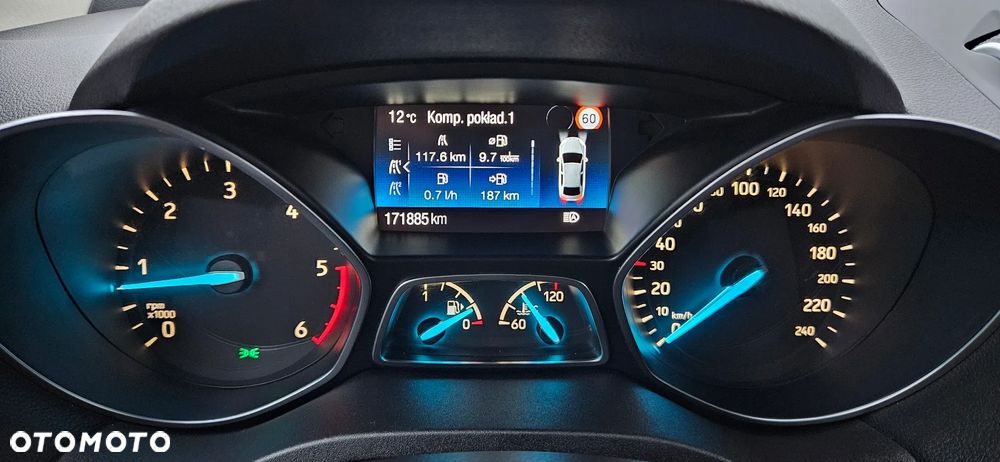 12 °C Komp. pokład.1 60
117.6 km 9.7 l/100km
0.7 l/h 187 km
171885 km
0 1 2 3 4 5 6
rpm
x1000
1 0
60 120
0 10 20 30 40 100 120 140 160 180 200 220 240
km/h
OTOMOTO